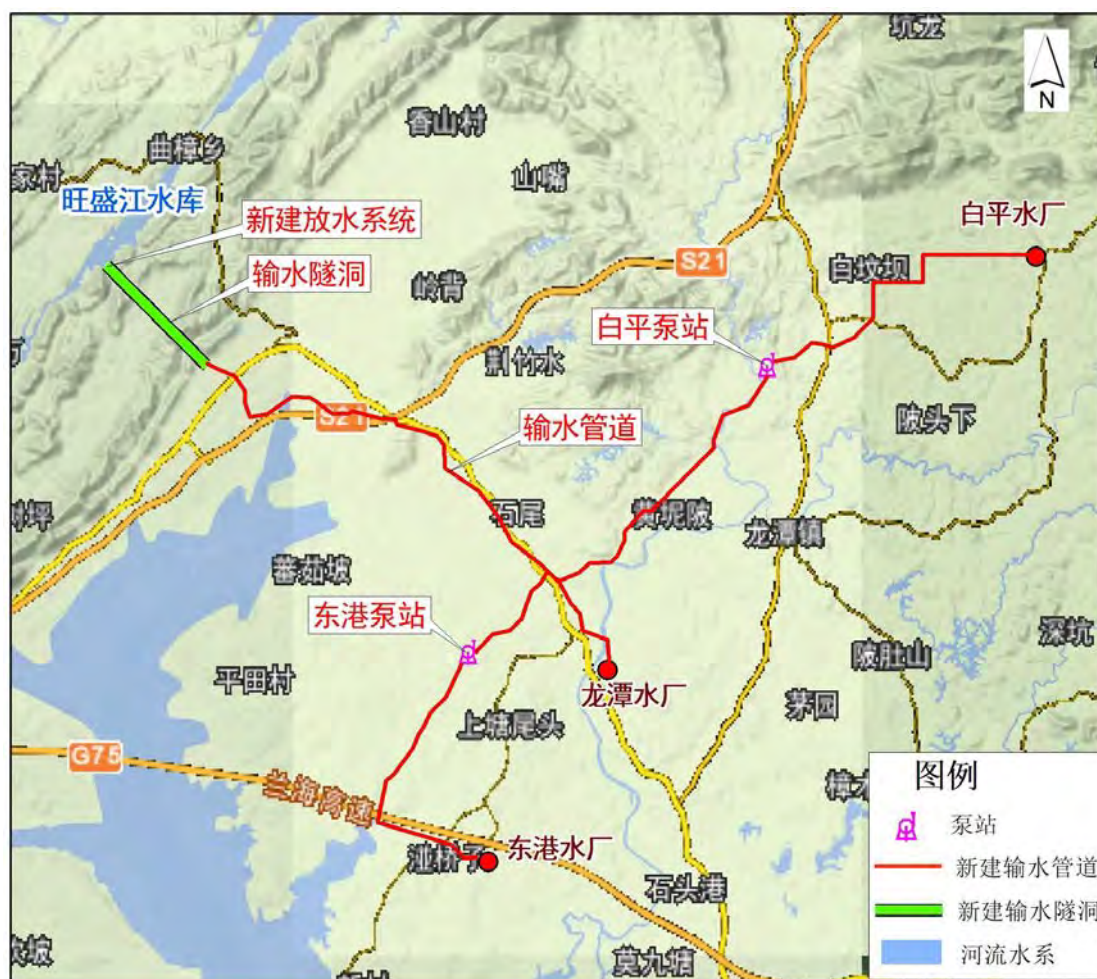 坑龙
N
香山村
曲樟乡
家村
山嘴
旺盛江水库
新建放水系统
白平水厂
输水隧洞
S21
白坟坝
岭背
白平泵站
荆竹水
S21
输水管道
陂头下
石尾
黄坭陂
龙潭镇
蕃茹坡
东港泵站
深坑
陂肚山
平田村
龙潭水厂
茅园
上塘尾头
G75
兰海高速
图例
泵站
东港水厂
新建输水管道
石头港
新建输水隧洞
莫九塘
河流水系